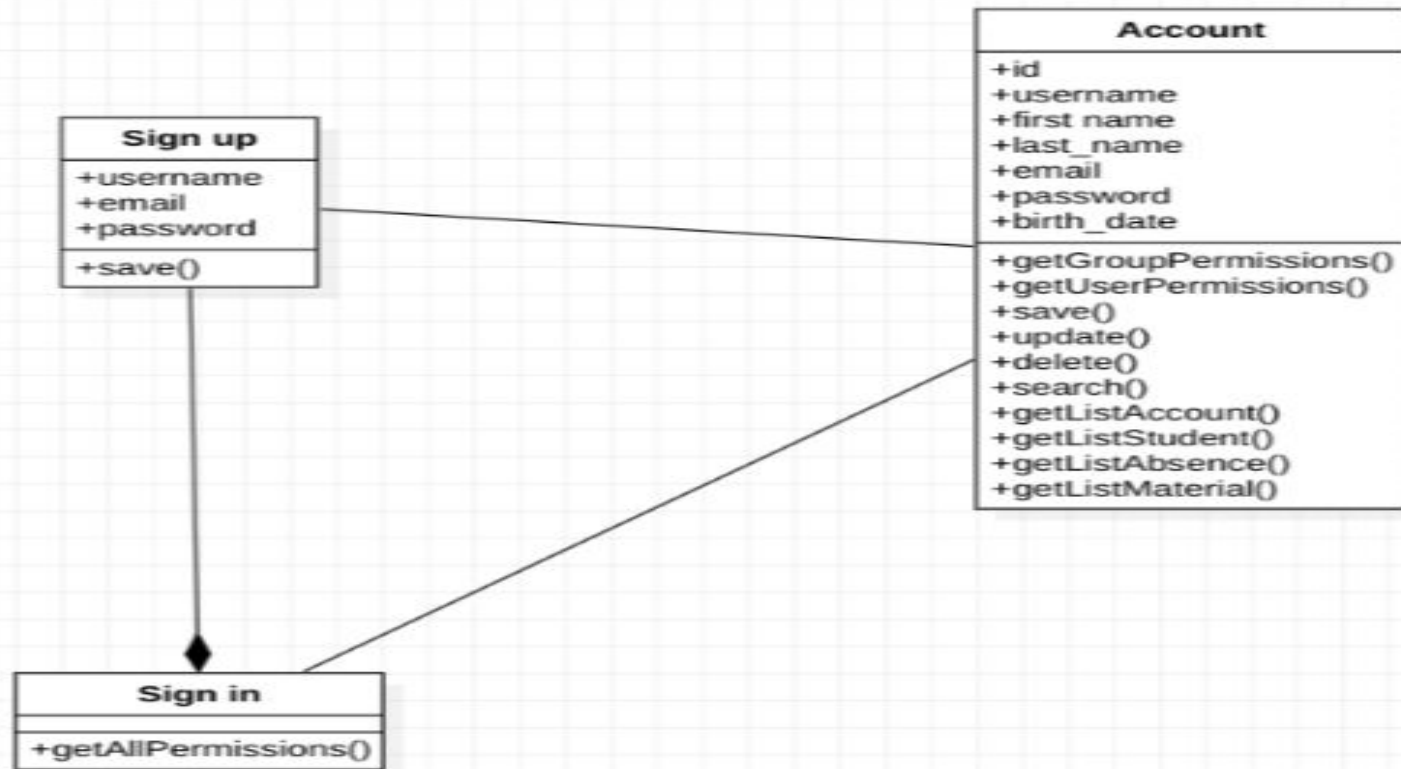 Sign up
+username
+email
+password
+save()
Account
+id
+username
+first name
+last_name
+email
+password
+birth_date
+getGroupPermissions()
+getUserPermissions()
+save()
+update()
+delete()
+search()
+getListAccount()
+getListStudent()
+getListAbsence()
+getListMaterial()
Sign in
+getAllPermissions()